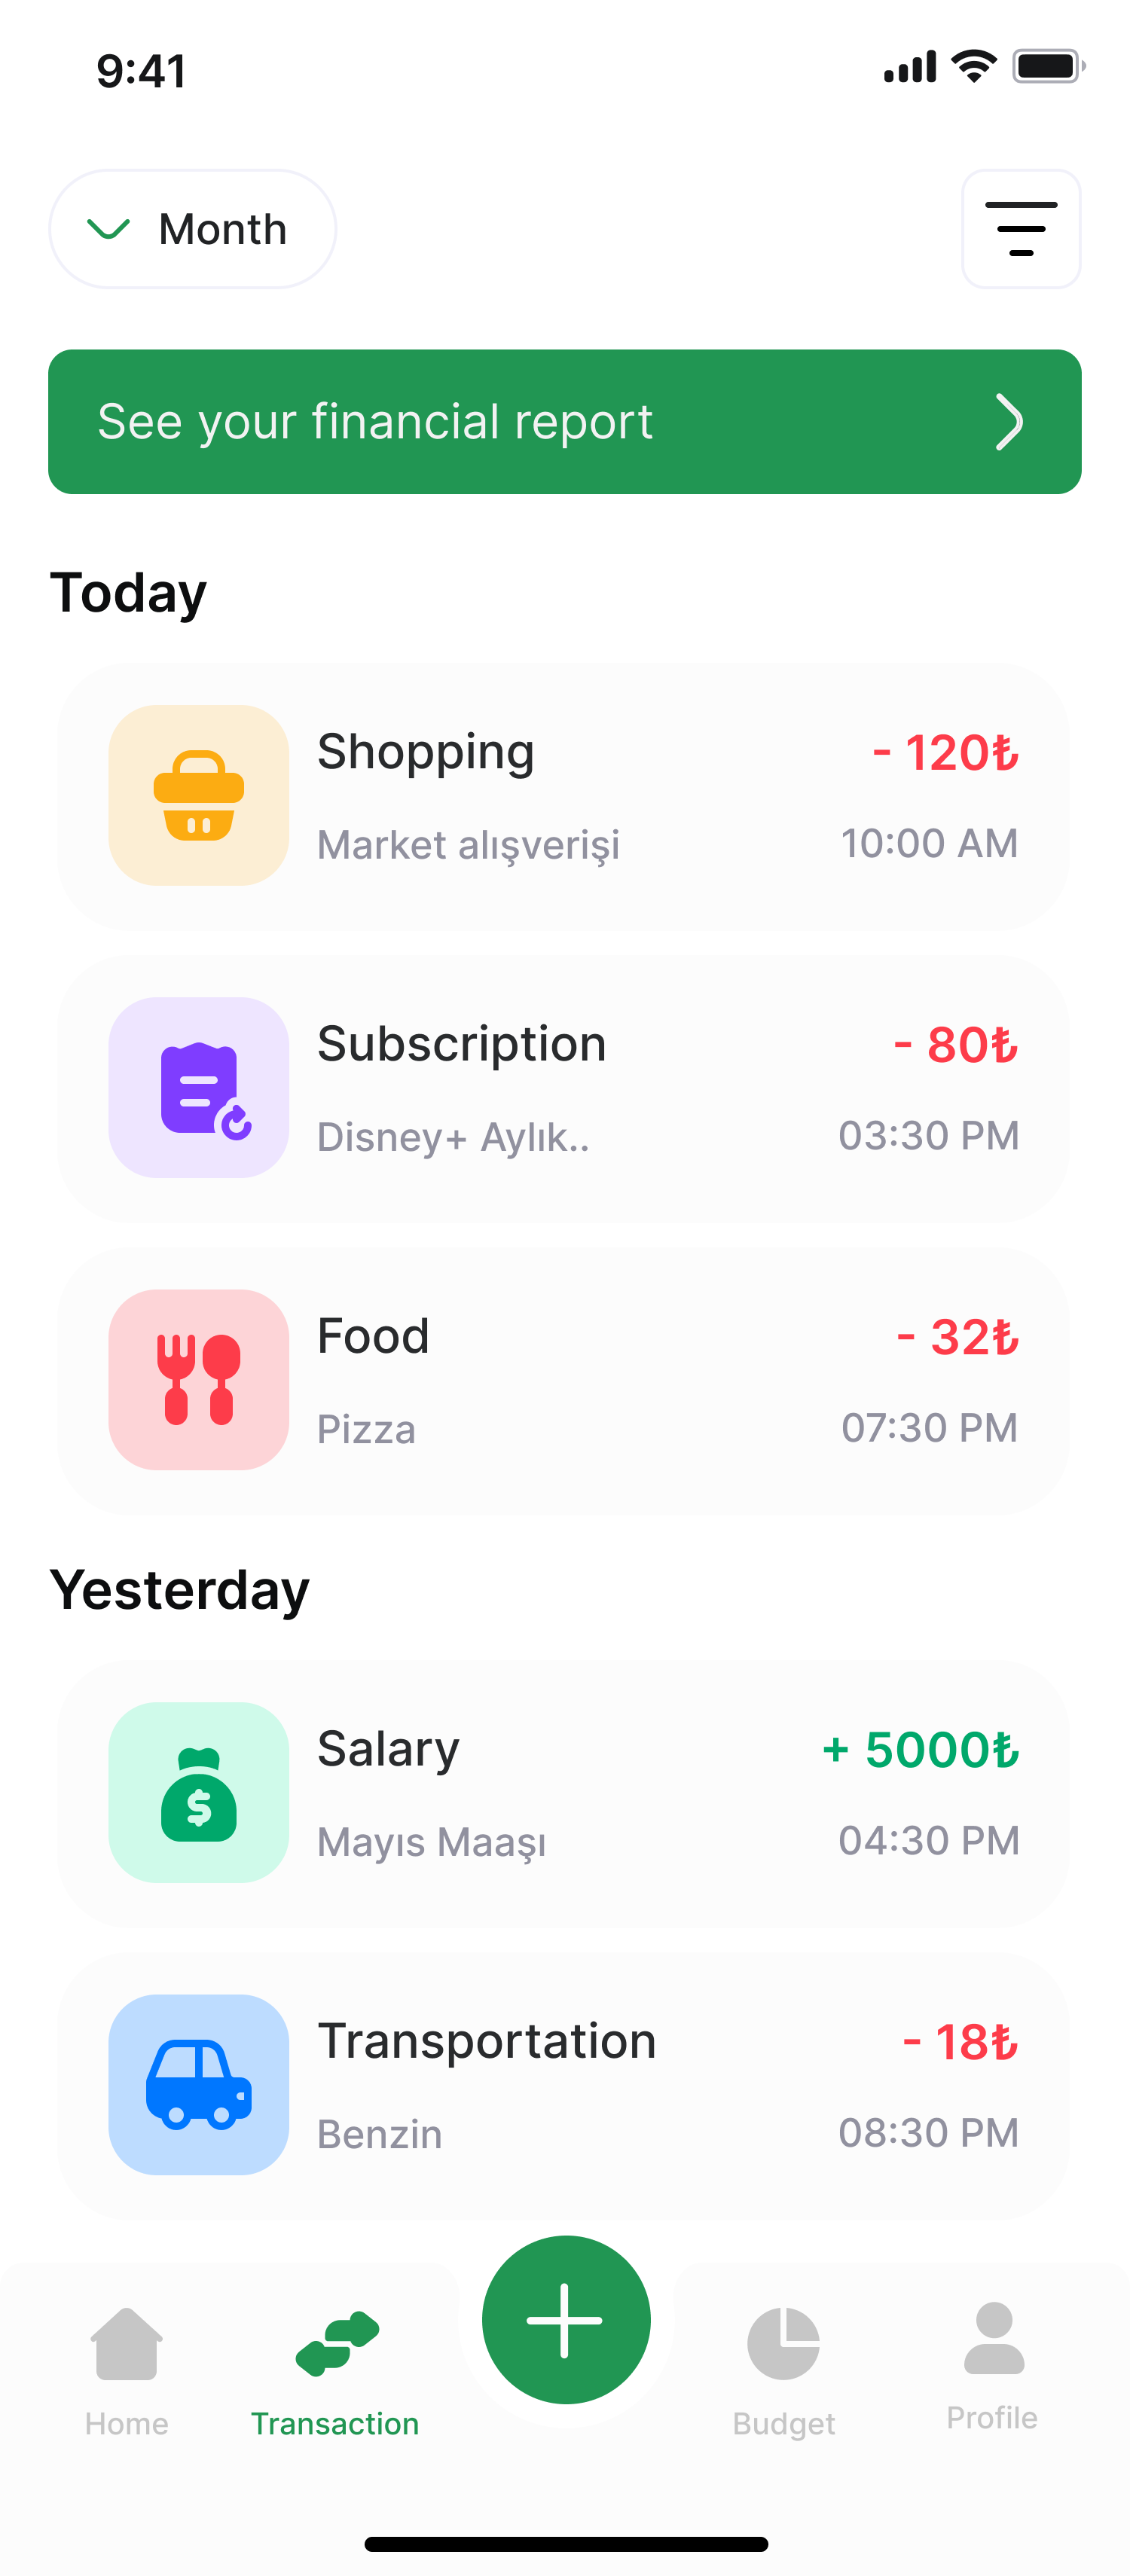 9:41
Month
See your financial report
Today
Shopping
- 120₺
Market alışverişi
10:00 AM
Subscription
- 80₺
Disney+ Aylık..
03:30 PM
Food
- 32₺
Pizza
07:30 PM
Yesterday
Salary
+ 5000₺
$
Mayıs Maaşı
04:30 PM
Transportation
- 18₺
Benzin
08:30 PM
Home
Transaction
Budget
Profile